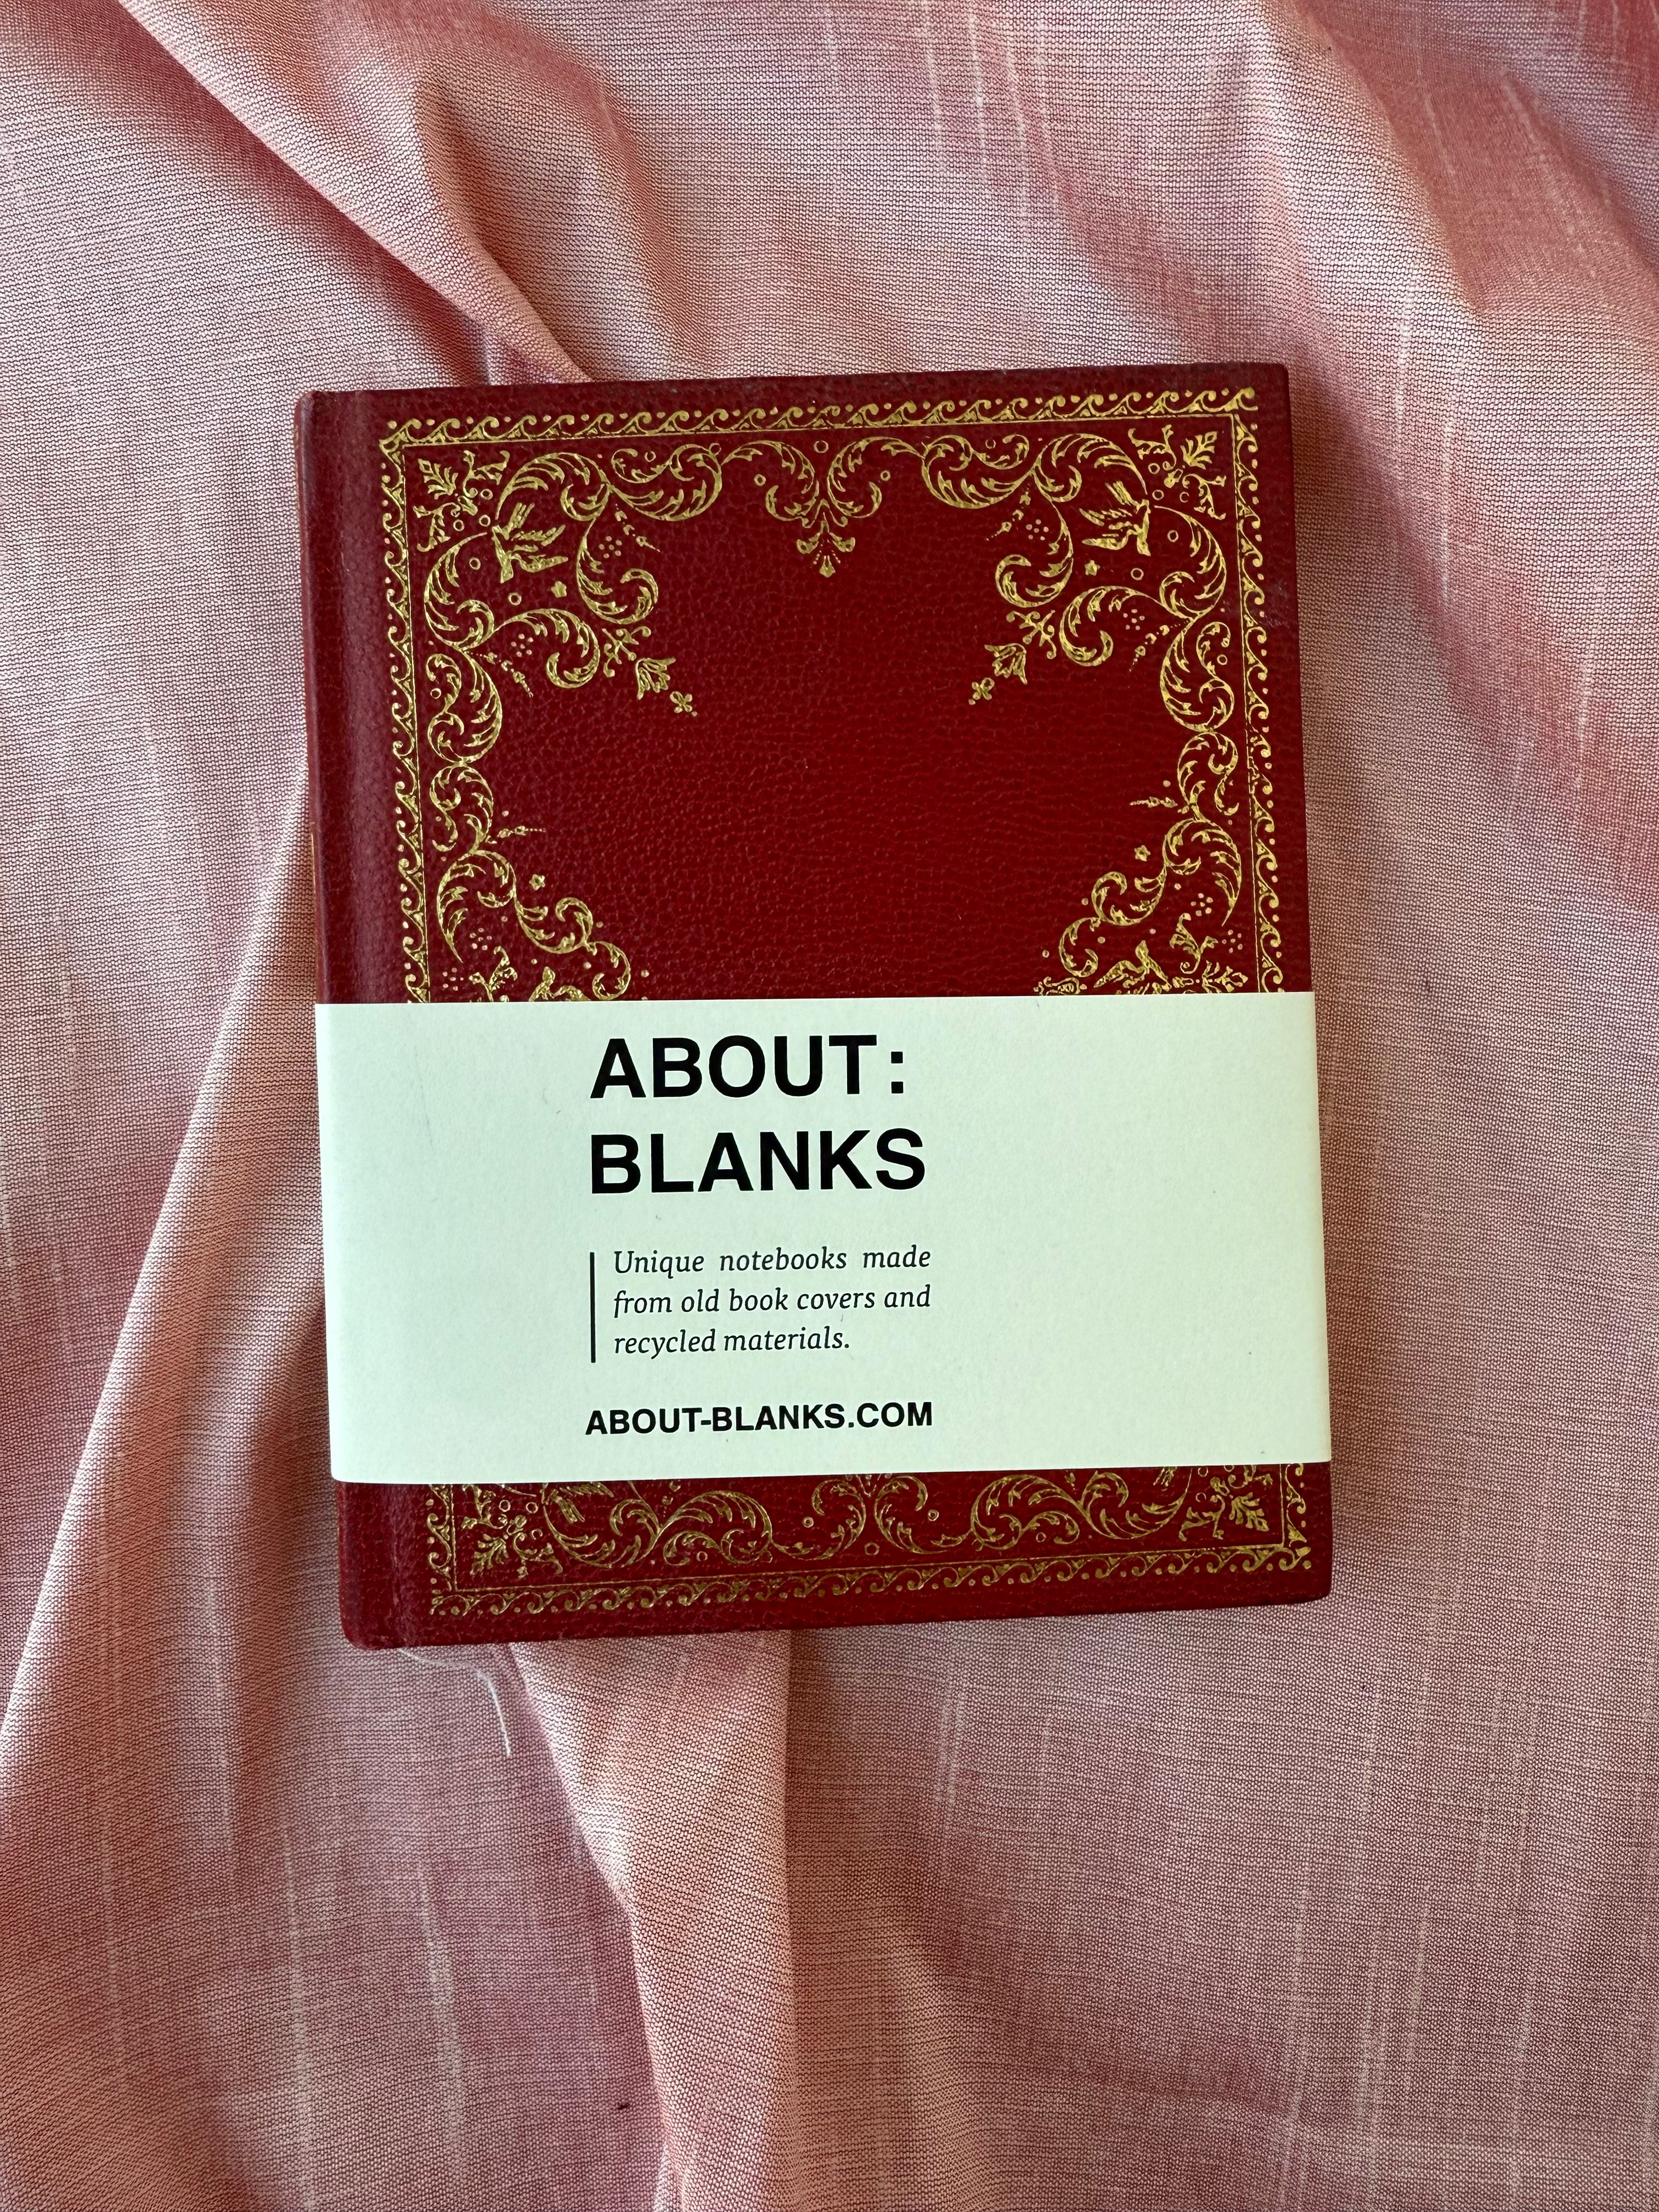 ABOUT:
BLANKS
Unique notebooks made
from old book covers and
recycled materials.
ABOUT-BLANKS.COM